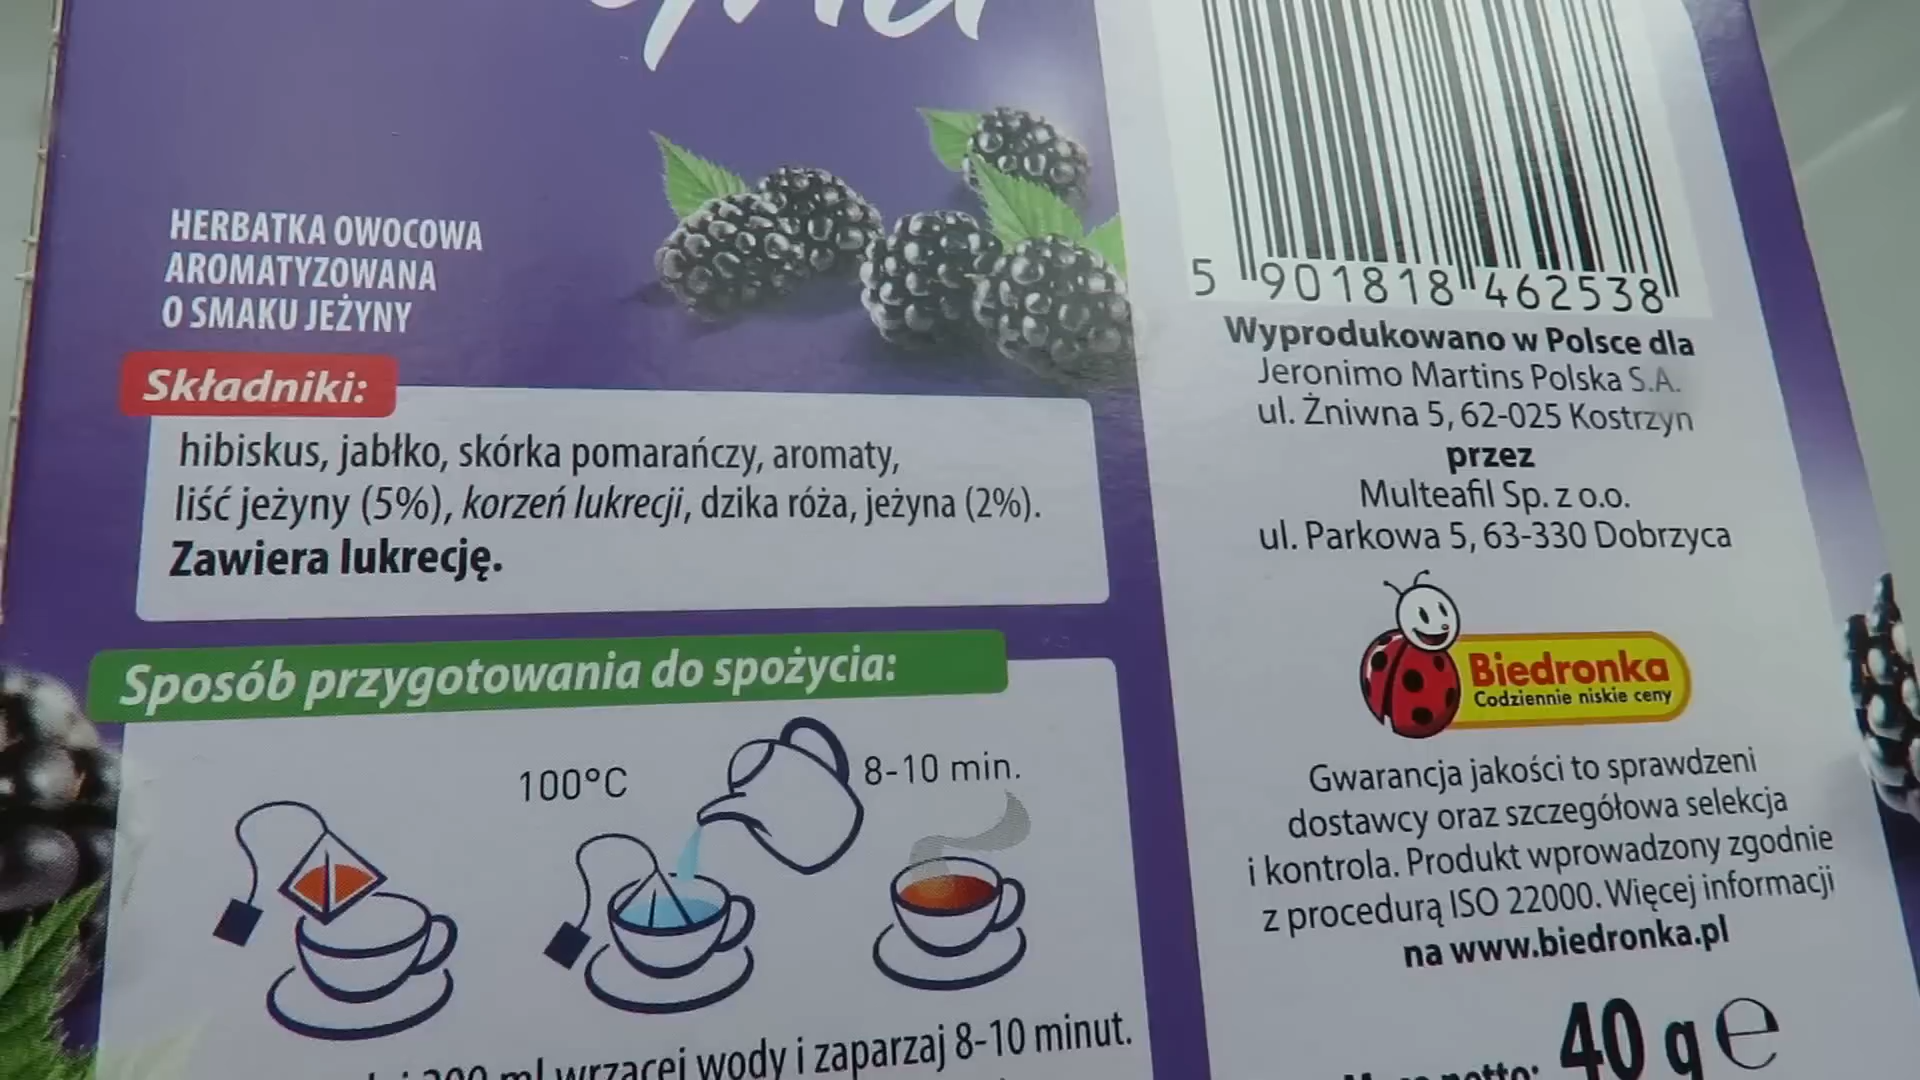 HERBATKA OWOCOWA
AROMATYZOWANA
O SMAKU JEŻYNY
Składniki:
hibiskus, jabłko, skórka pomarańczy, aromaty,
liść jeżyny (5%), korzeń lukrecji, dzika róża, jeżyna (2%).
Zawiera lukrecję.
Sposób przygotowania do spożycia:
100°C
8-10 min.
ml wrzącej wody i zaparzaj 8-10 minut.
5 901818 462538
Wyprodukowano w Polsce dla
Jeronimo Martins Polska S.A.
ul. Żniwna 5, 62-025 Kostrzyn
przez
Multeafil Sp. z o.o.
ul. Parkowa 5, 63-330 Dobrzyca
Biedronka
Codziennie niskie ceny
Gwarancja jakości to sprawdzeni
dostawcy oraz szczegółowa selekcja
i kontrola. Produkt wprowadzony zgodnie
z procedurą ISO 22000. Więcej informacji
na www.biedronka.pl
netto: 40 g e